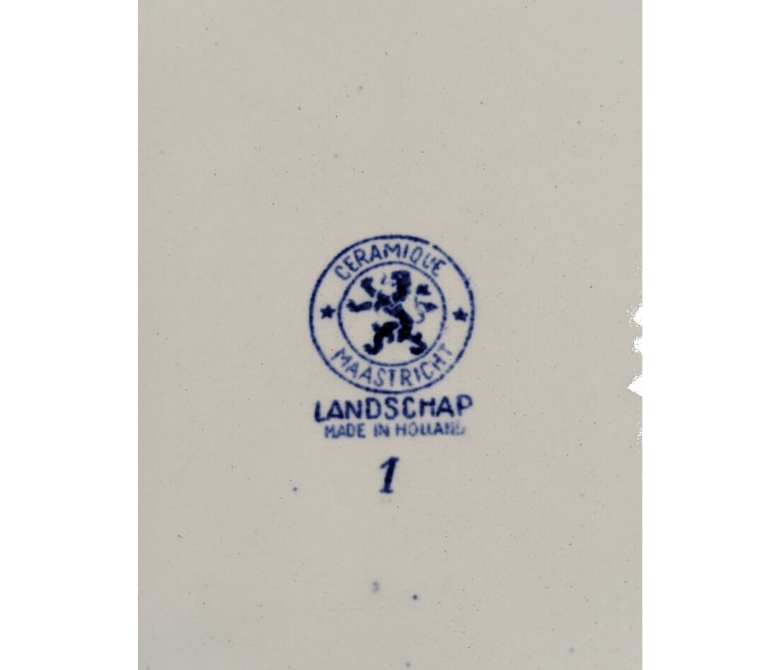 CERAMIQUE
MAASTRICHT
LANDSCHAP
MADE IN HOLLAND
1